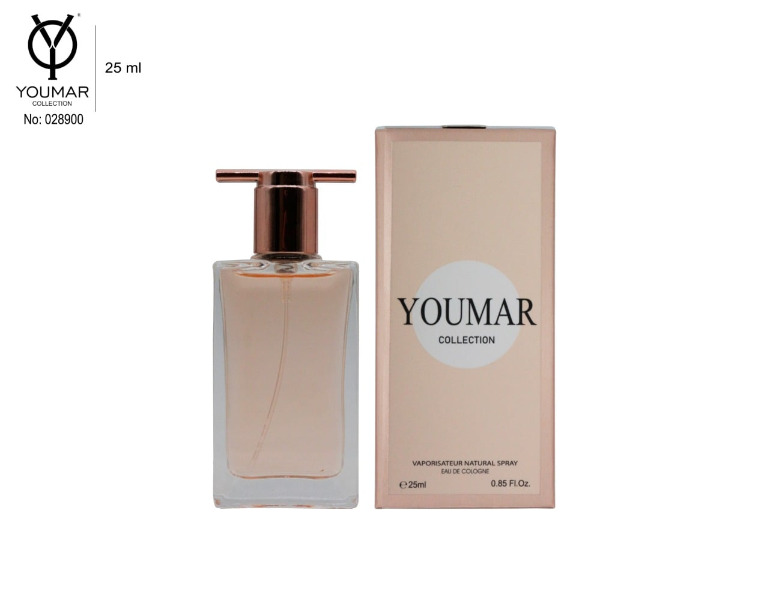 YOUMAR
COLLECTION
No: 028900
25 ml
YOUMAR
COLLECTION
VAPORISATEUR NATURAL SPRAY
EAU DE COLOGNE
℮25ml 0.85 Fl.Oz.